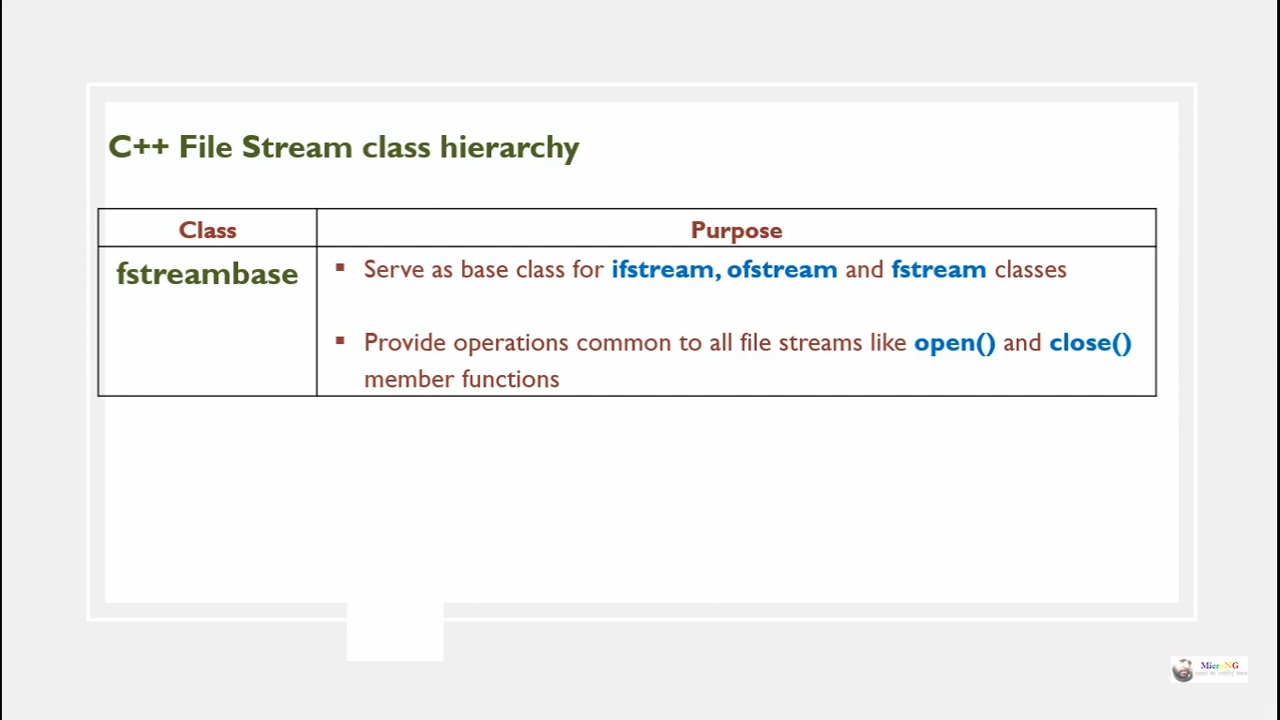 C++ File Stream class hierarchy
Class Purpose
fstreambase
▪ Serve as base class for ifstream, ofstream and fstream classes
▪ Provide operations common to all file streams like open() and close()
member functions
MicroNG